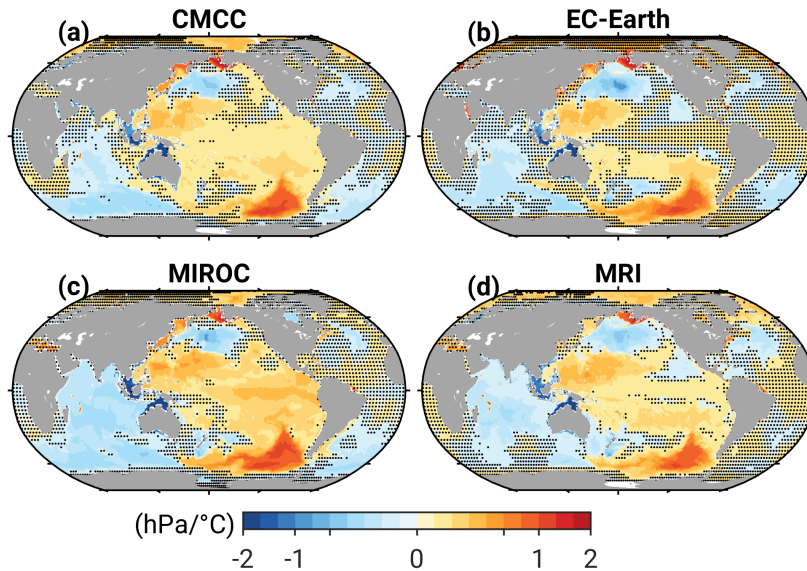 CMCC EC-Earth
(a) (b)
MIROC MRI
(c) (d)
(hPa/°C)
-2 -1 0 1 2